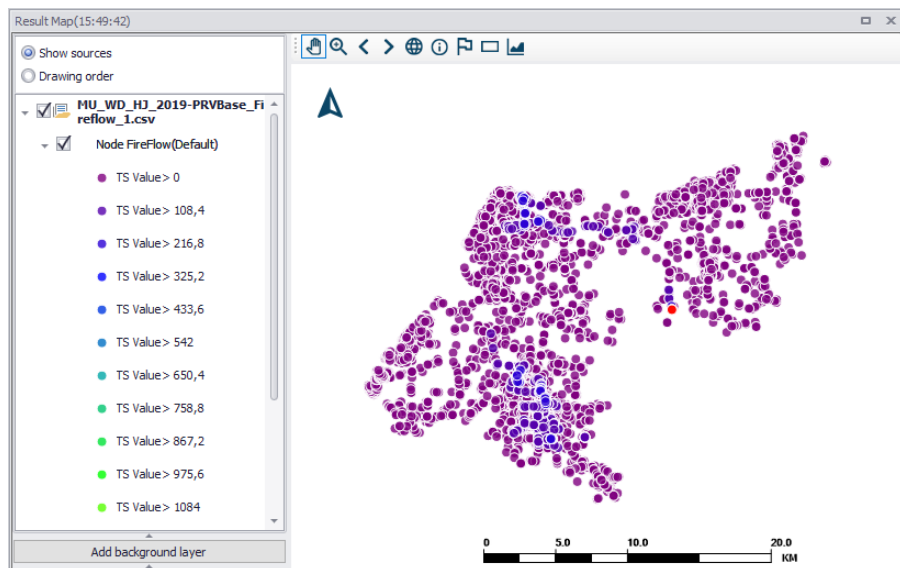 Result Map(15:49:42)
Show sources
Drawing order
MU_WD_HJ_2019-PRVBase_Fi
reflow_1.csv
Node FireFlow(Default)
TS Value> 0
TS Value> 108,4
TS Value> 216,8
TS Value> 325,2
TS Value> 433,6
TS Value> 542
TS Value> 650,4
TS Value> 758,8
TS Value> 867,2
TS Value> 975,6
TS Value> 1084
Add background layer
0 5.0 10.0 20.0
KM